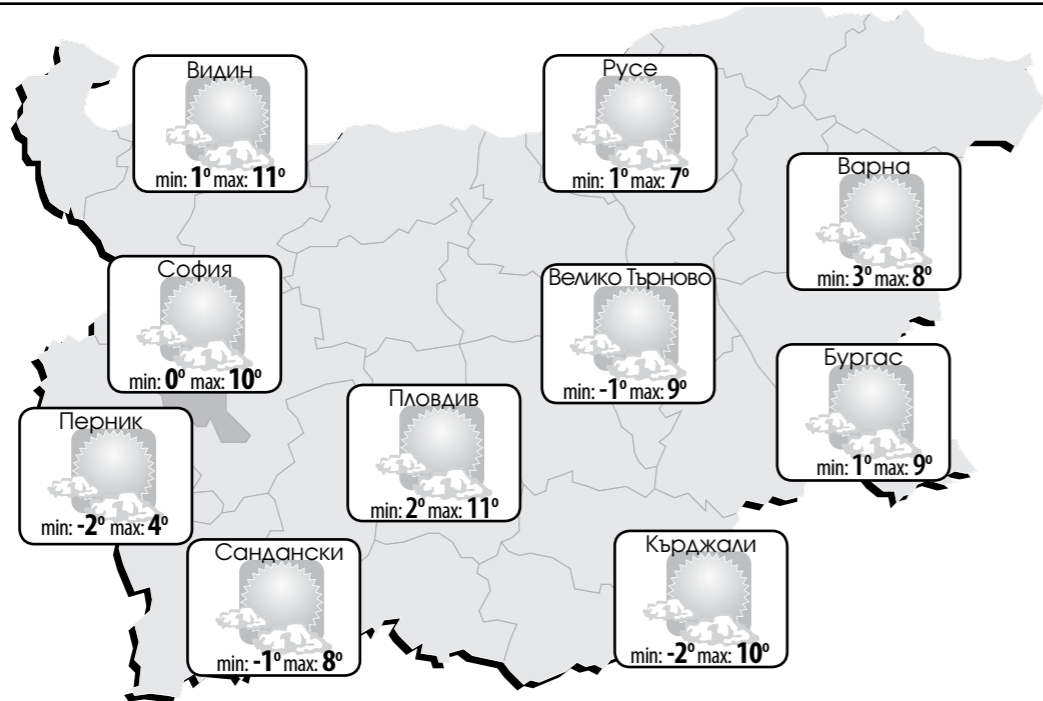 Видин
min: 1° max: 11°
Русе
min: 1° max: 7°
Варна
min: 3° max: 8°
София
min: 0° max: 10°
Велико Търново
min: -1° max: 9°
Бургас
min: 1° max: 9°
Пловдив
min: 2° max: 11°
Перник
min: -2° max: 4°
Сандански
min: -1° max: 8°
Кърджали
min: -2° max: 10°